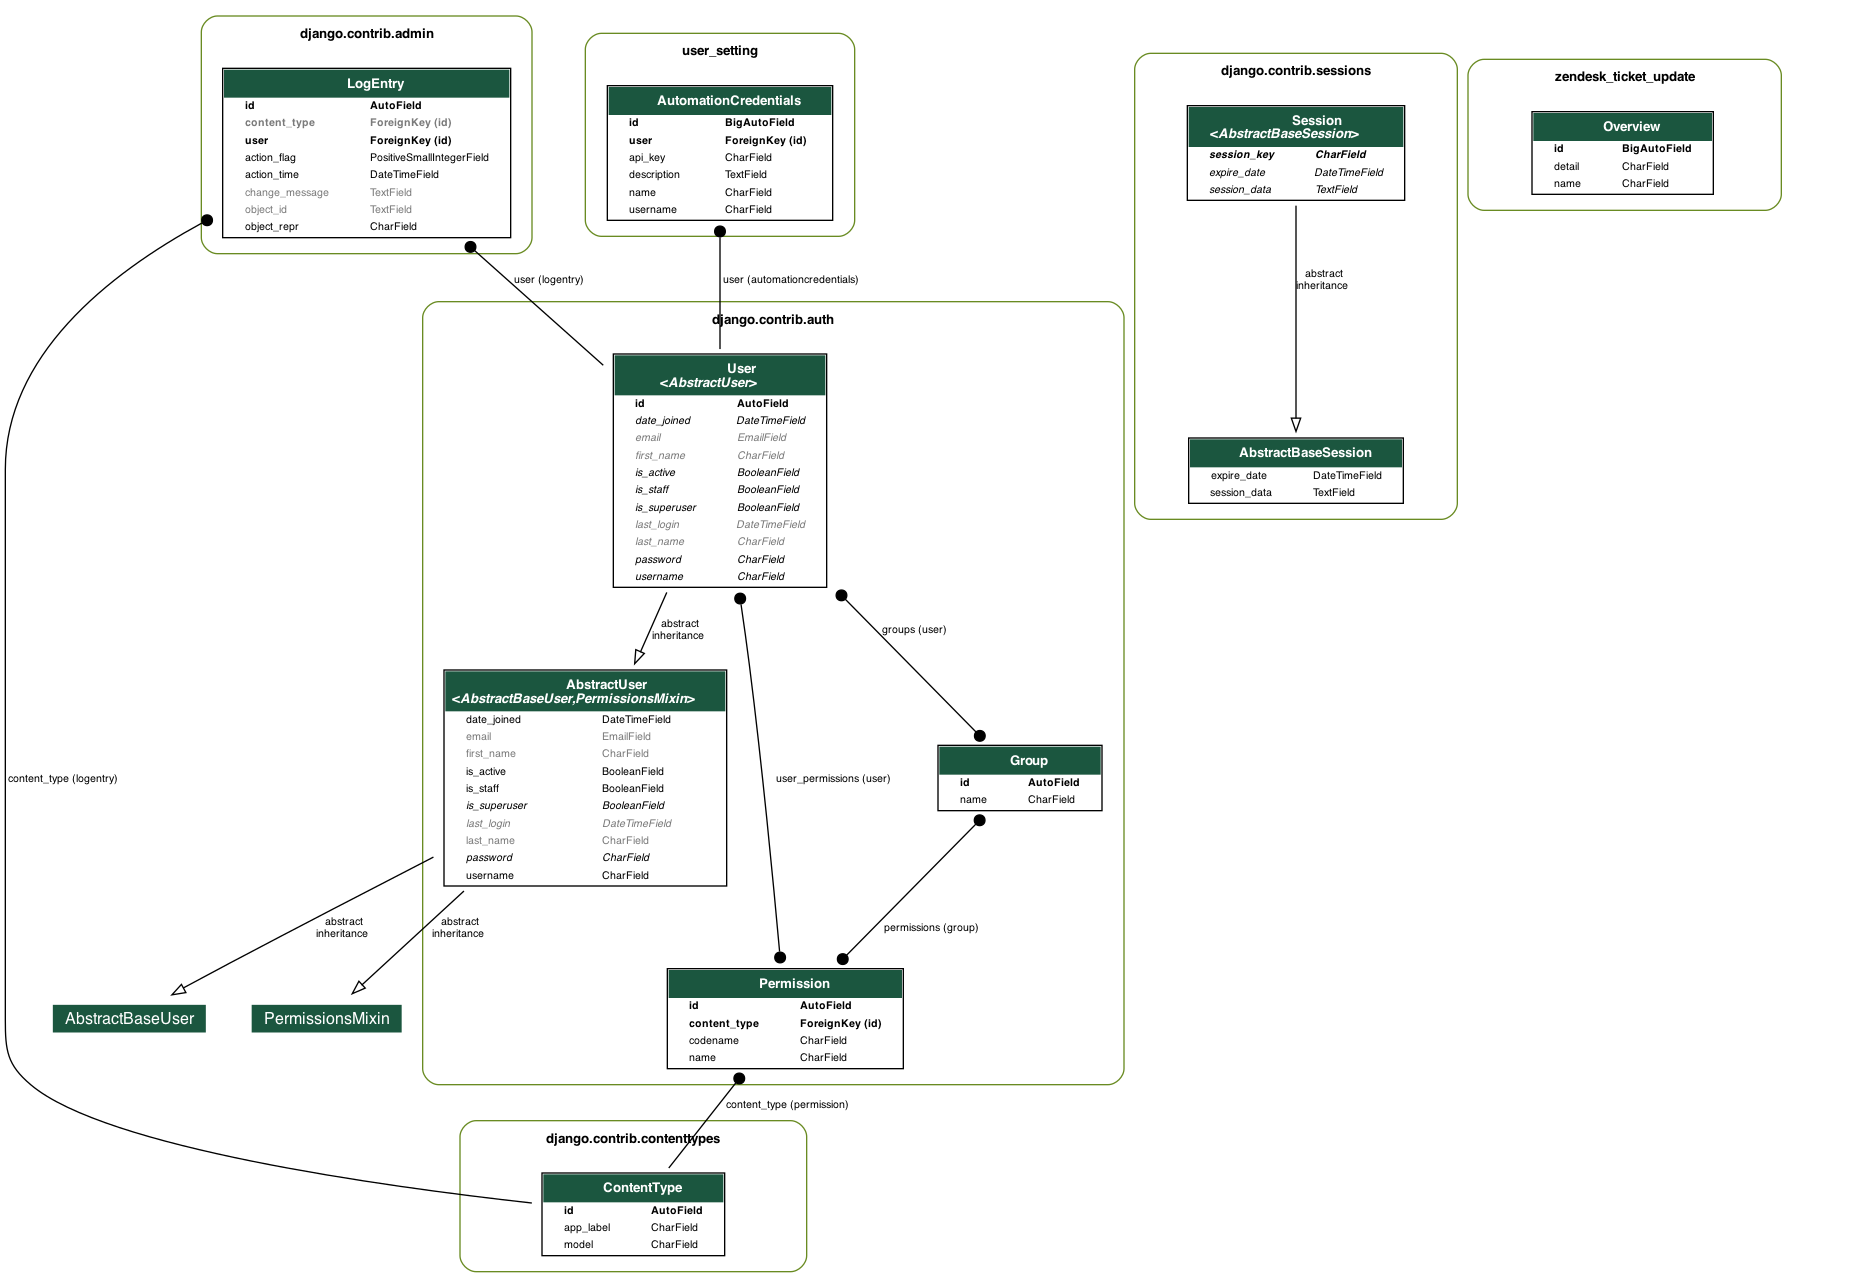 django.contrib.admin
LogEntry
id AutoField
content_type ForeignKey (id)
user ForeignKey (id)
action_flag PositiveSmallIntegerField
action_time DateTimeField
change_message TextField
object_id TextField
object_repr CharField
user_setting
AutomationCredentials
id BigAutoField
user ForeignKey (id)
api_key CharField
description TextField
name CharField
username CharField
django.contrib.sessions
Session
<AbstractBaseSession>
session_key CharField
expire_date DateTimeField
session_data TextField
abstract
inheritance
AbstractBaseSession
expire_date DateTimeField
session_data TextField
zendesk_ticket_update
Overview
id BigAutoField
detail CharField
name CharField
user (logentry)
user (automationcredentials)
django.contrib.auth
User
<AbstractUser>
id AutoField
date_joined DateTimeField
email EmailField
first_name CharField
is_active BooleanField
is_staff BooleanField
is_superuser BooleanField
last_login DateTimeField
last_name CharField
password CharField
username CharField
abstract
inheritance
groups (user)
AbstractUser
<AbstractBaseUser,PermissionsMixin>
date_joined DateTimeField
email EmailField
first_name CharField
is_active BooleanField
is_staff BooleanField
is_superuser BooleanField
last_login DateTimeField
last_name CharField
password CharField
username CharField
content_type (logentry)
user_permissions (user)
Group
id AutoField
name CharField
abstract
inheritance
abstract
inheritance
permissions (group)
AbstractBaseUser
PermissionsMixin
Permission
id AutoField
content_type ForeignKey (id)
codename CharField
name CharField
content_type (permission)
django.contrib.contenttypes
ContentType
id AutoField
app_label CharField
model CharField